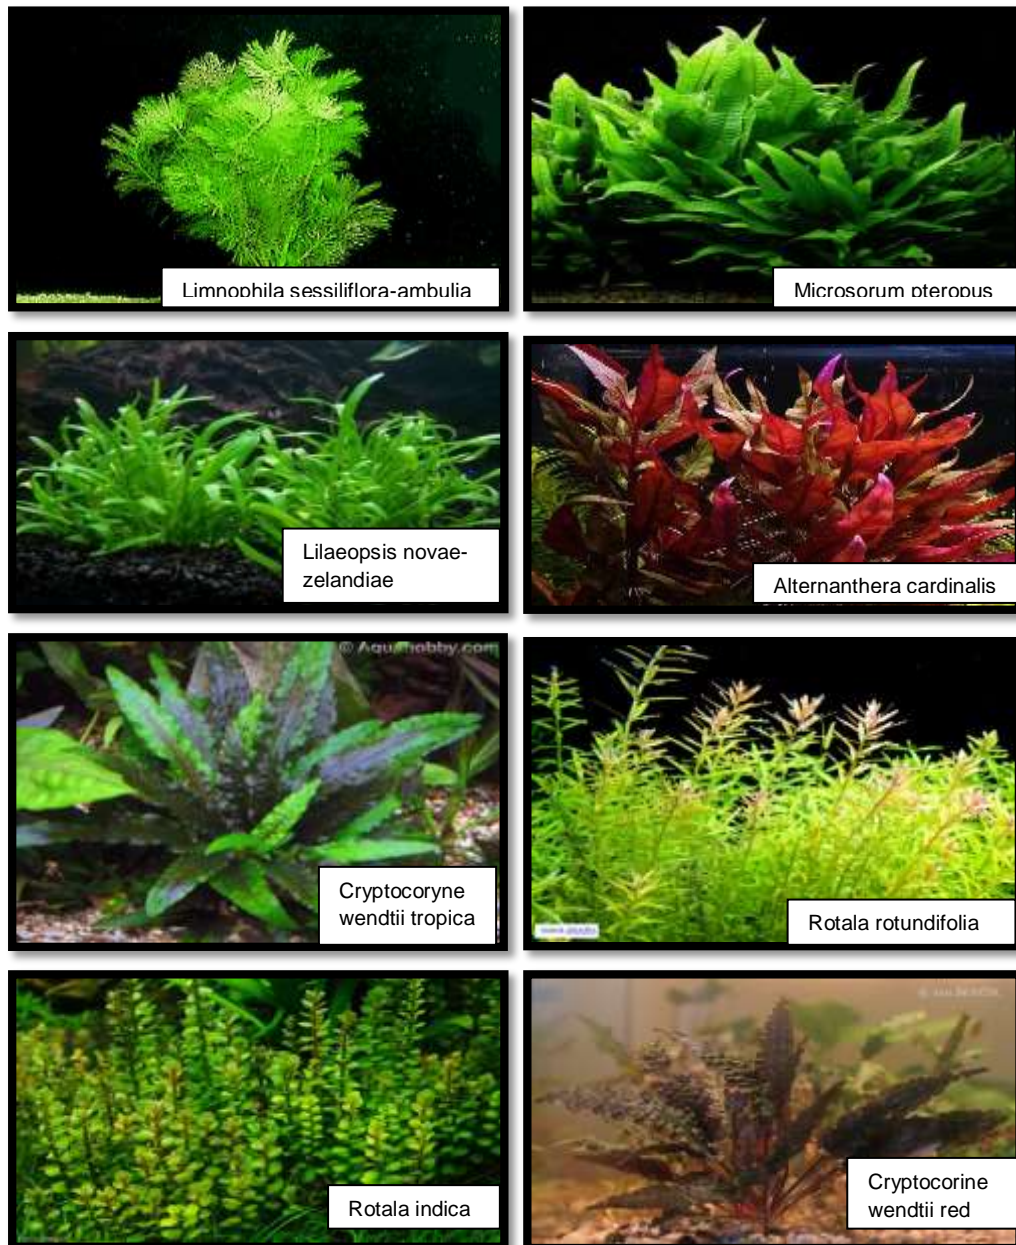 Limnophila sessiliflora-ambulia
Microsorum pteropus
Lilaeopsis novae-
zelandiae
Alternanthera cardinalis
© Aquahobby.com
Cryptocoryne
wendtii tropica
Rotala rotundifolia
Rotala indica
Cryptocorine
wendtii red